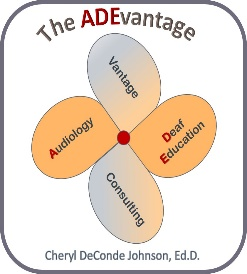 The ADEvantage
Vantage
Audiology
Deaf
Education
Consulting
Cheryl DeConde Johnson, Ed.D.